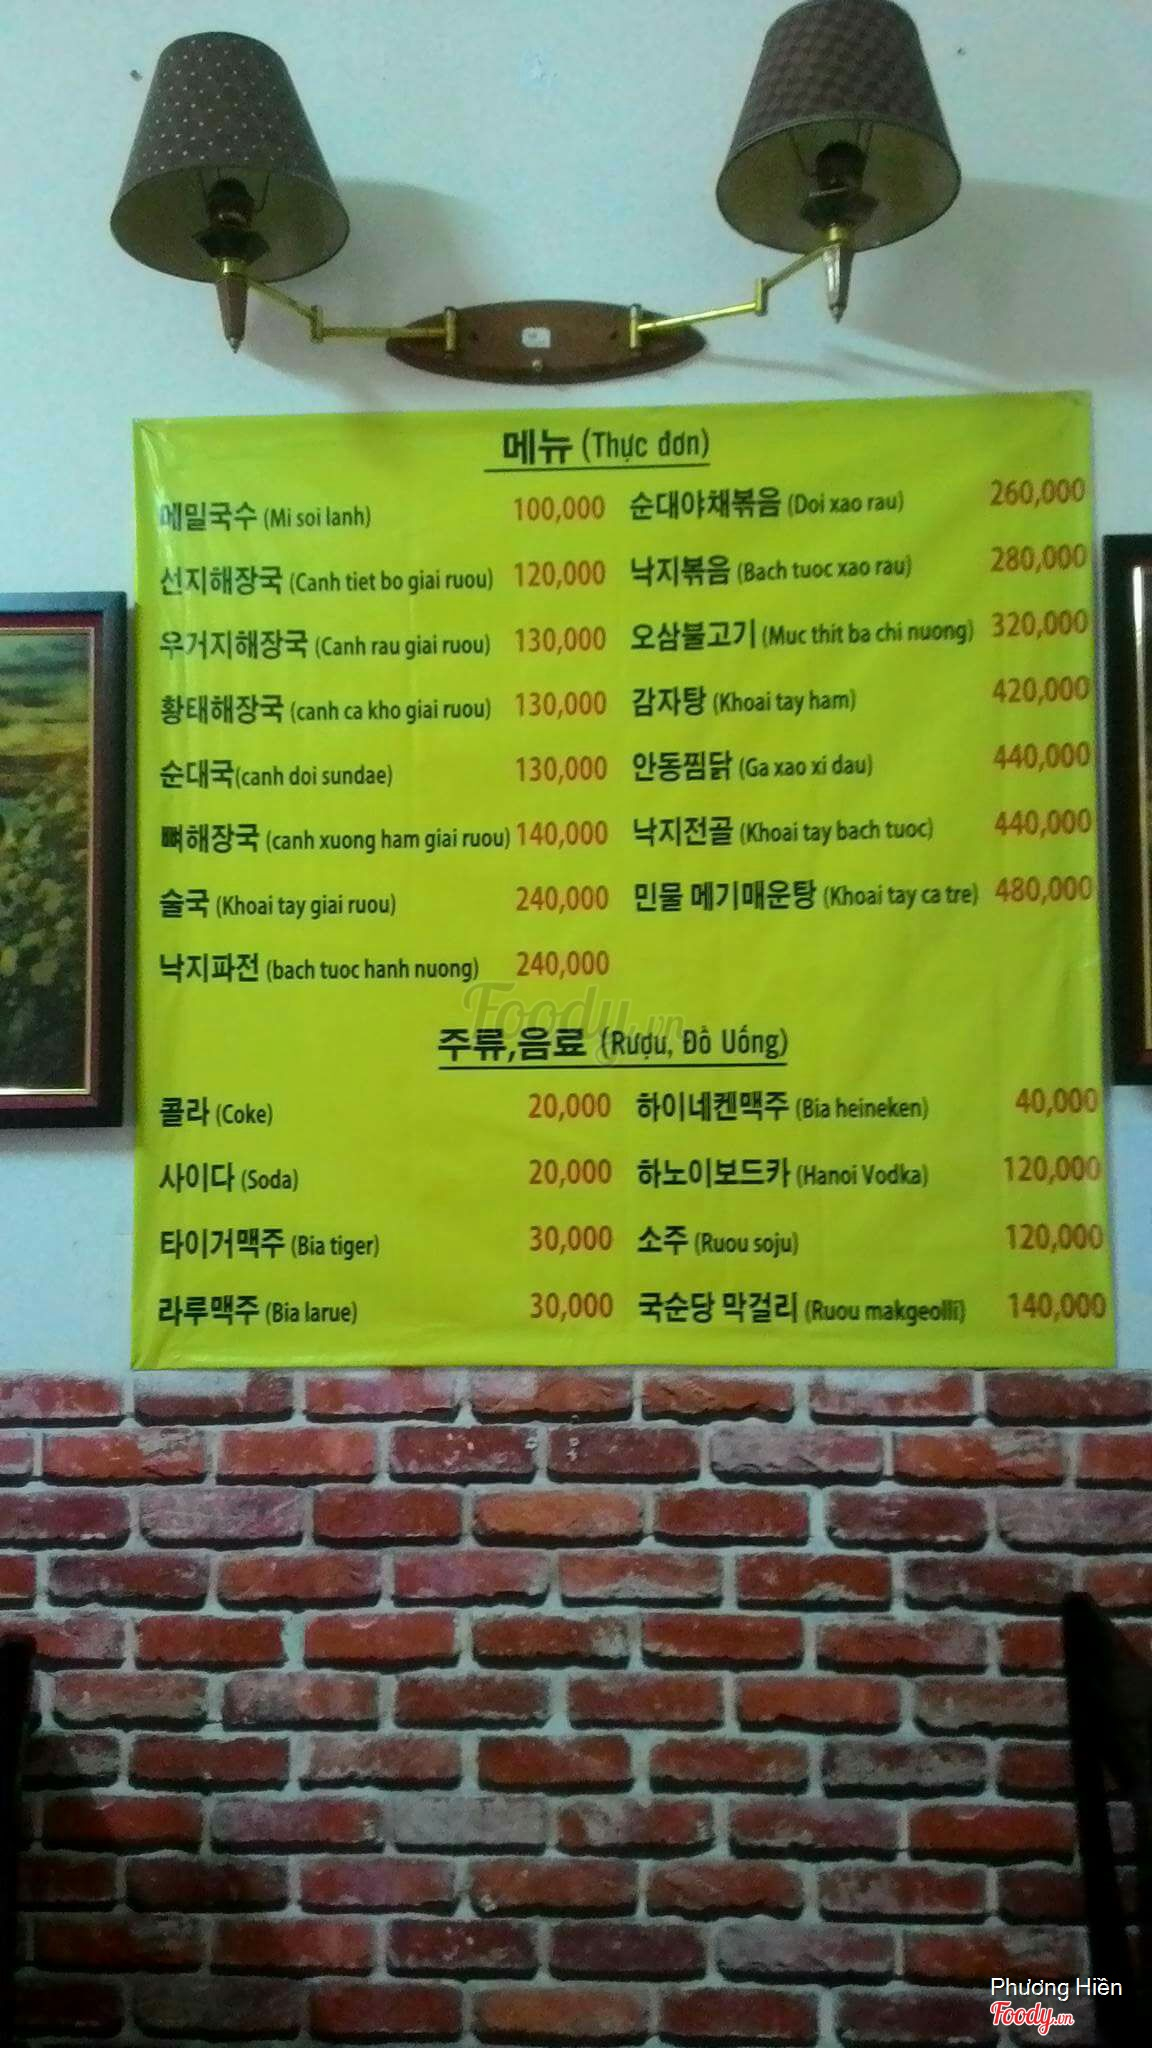 메뉴 (Thực đơn)
메밀국수 (Mi soi lanh) 100,000
선지해장국 (Canh tiet bo giai ruou) 120,000
우거지해장국 (Canh rau giai ruou) 130,000
황태해장국 (canh ca kho giai ruou) 130,000
순대국(canh doi sundae) 130,000
뼈해장국 (canh xuong ham giai ruou) 140,000
술국 (Khoai tay giai ruou) 240,000
낙지파전 (bach tuoc hanh nuong) 240,000
순대야채볶음 (Doi xao rau) 260,000
낙지볶음 (Bach tuoc xao rau) 280,000
오삼불고기 (Muc thit ba chi nuong) 320,000
감자탕 (Khoai tay ham) 420,000
안동찜닭 (Ga xao xi dau) 440,000
낙지전골 (Khoai tay bach tuoc) 440,000
민물 메기매운탕 (Khoai tay ca tre) 480,000
Foody.vn
주류,음료 (Rượu, Đồ Uống)
콜라 (Coke) 20,000
사이다 (Soda) 20,000
타이거맥주 (Bia tiger) 30,000
라루맥주 (Bia larue) 30,000
하이네켄맥주 (Bia heineken) 40,000
하노이보드카 (Hanoi Vodka) 120,000
소주 (Ruou soju) 120,000
국순당 막걸리 (Ruou makgeolli) 140,000
Phương Hiền
Foody.vn